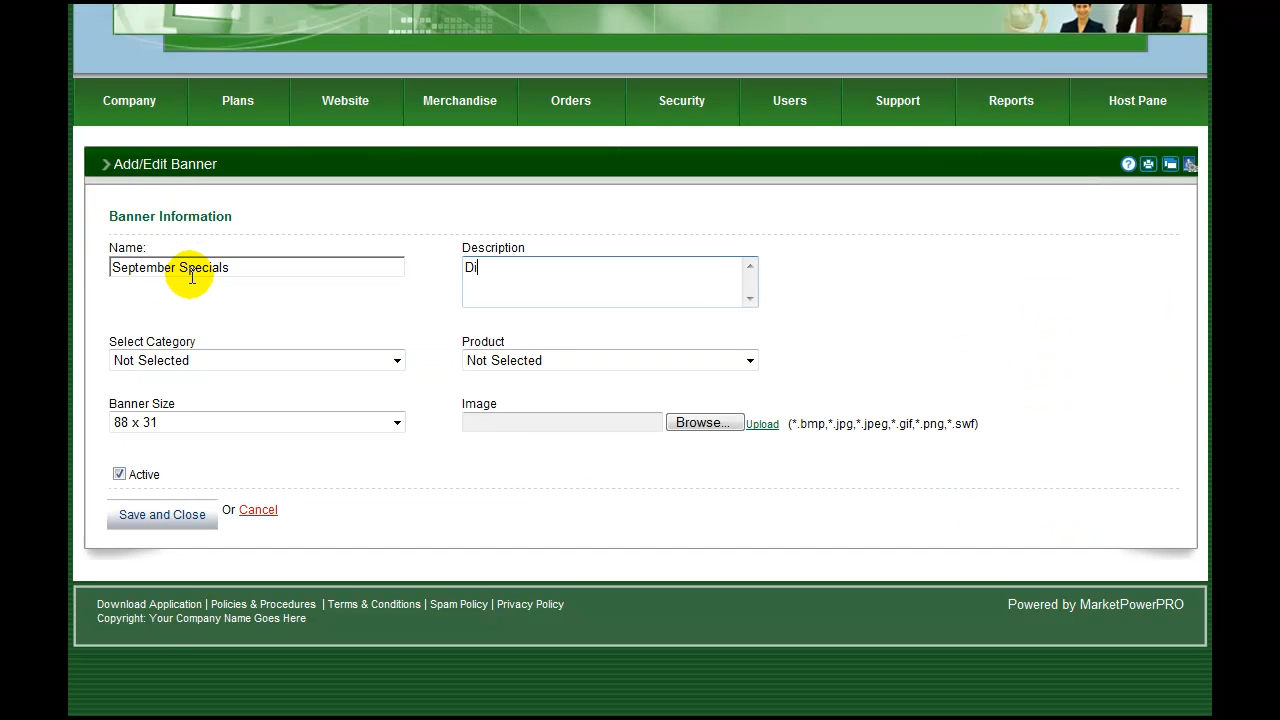 Company Plans Website Merchandise Orders Security Users Support Reports Host Pane
Add/Edit Banner
Banner Information
Name: Description
September Specials Di
Select Category Product
Not Selected Not Selected
Banner Size Image
88 x 31 Browse... Upload (*.bmp,*.jpg,*.jpeg,*.gif,*.png,*.swf)
Active
Save and Close Or Cancel
Download Application | Policies & Procedures | Terms & Conditions | Spam Policy | Privacy Policy Powered by MarketPowerPRO
Copyright: Your Company Name Goes Here